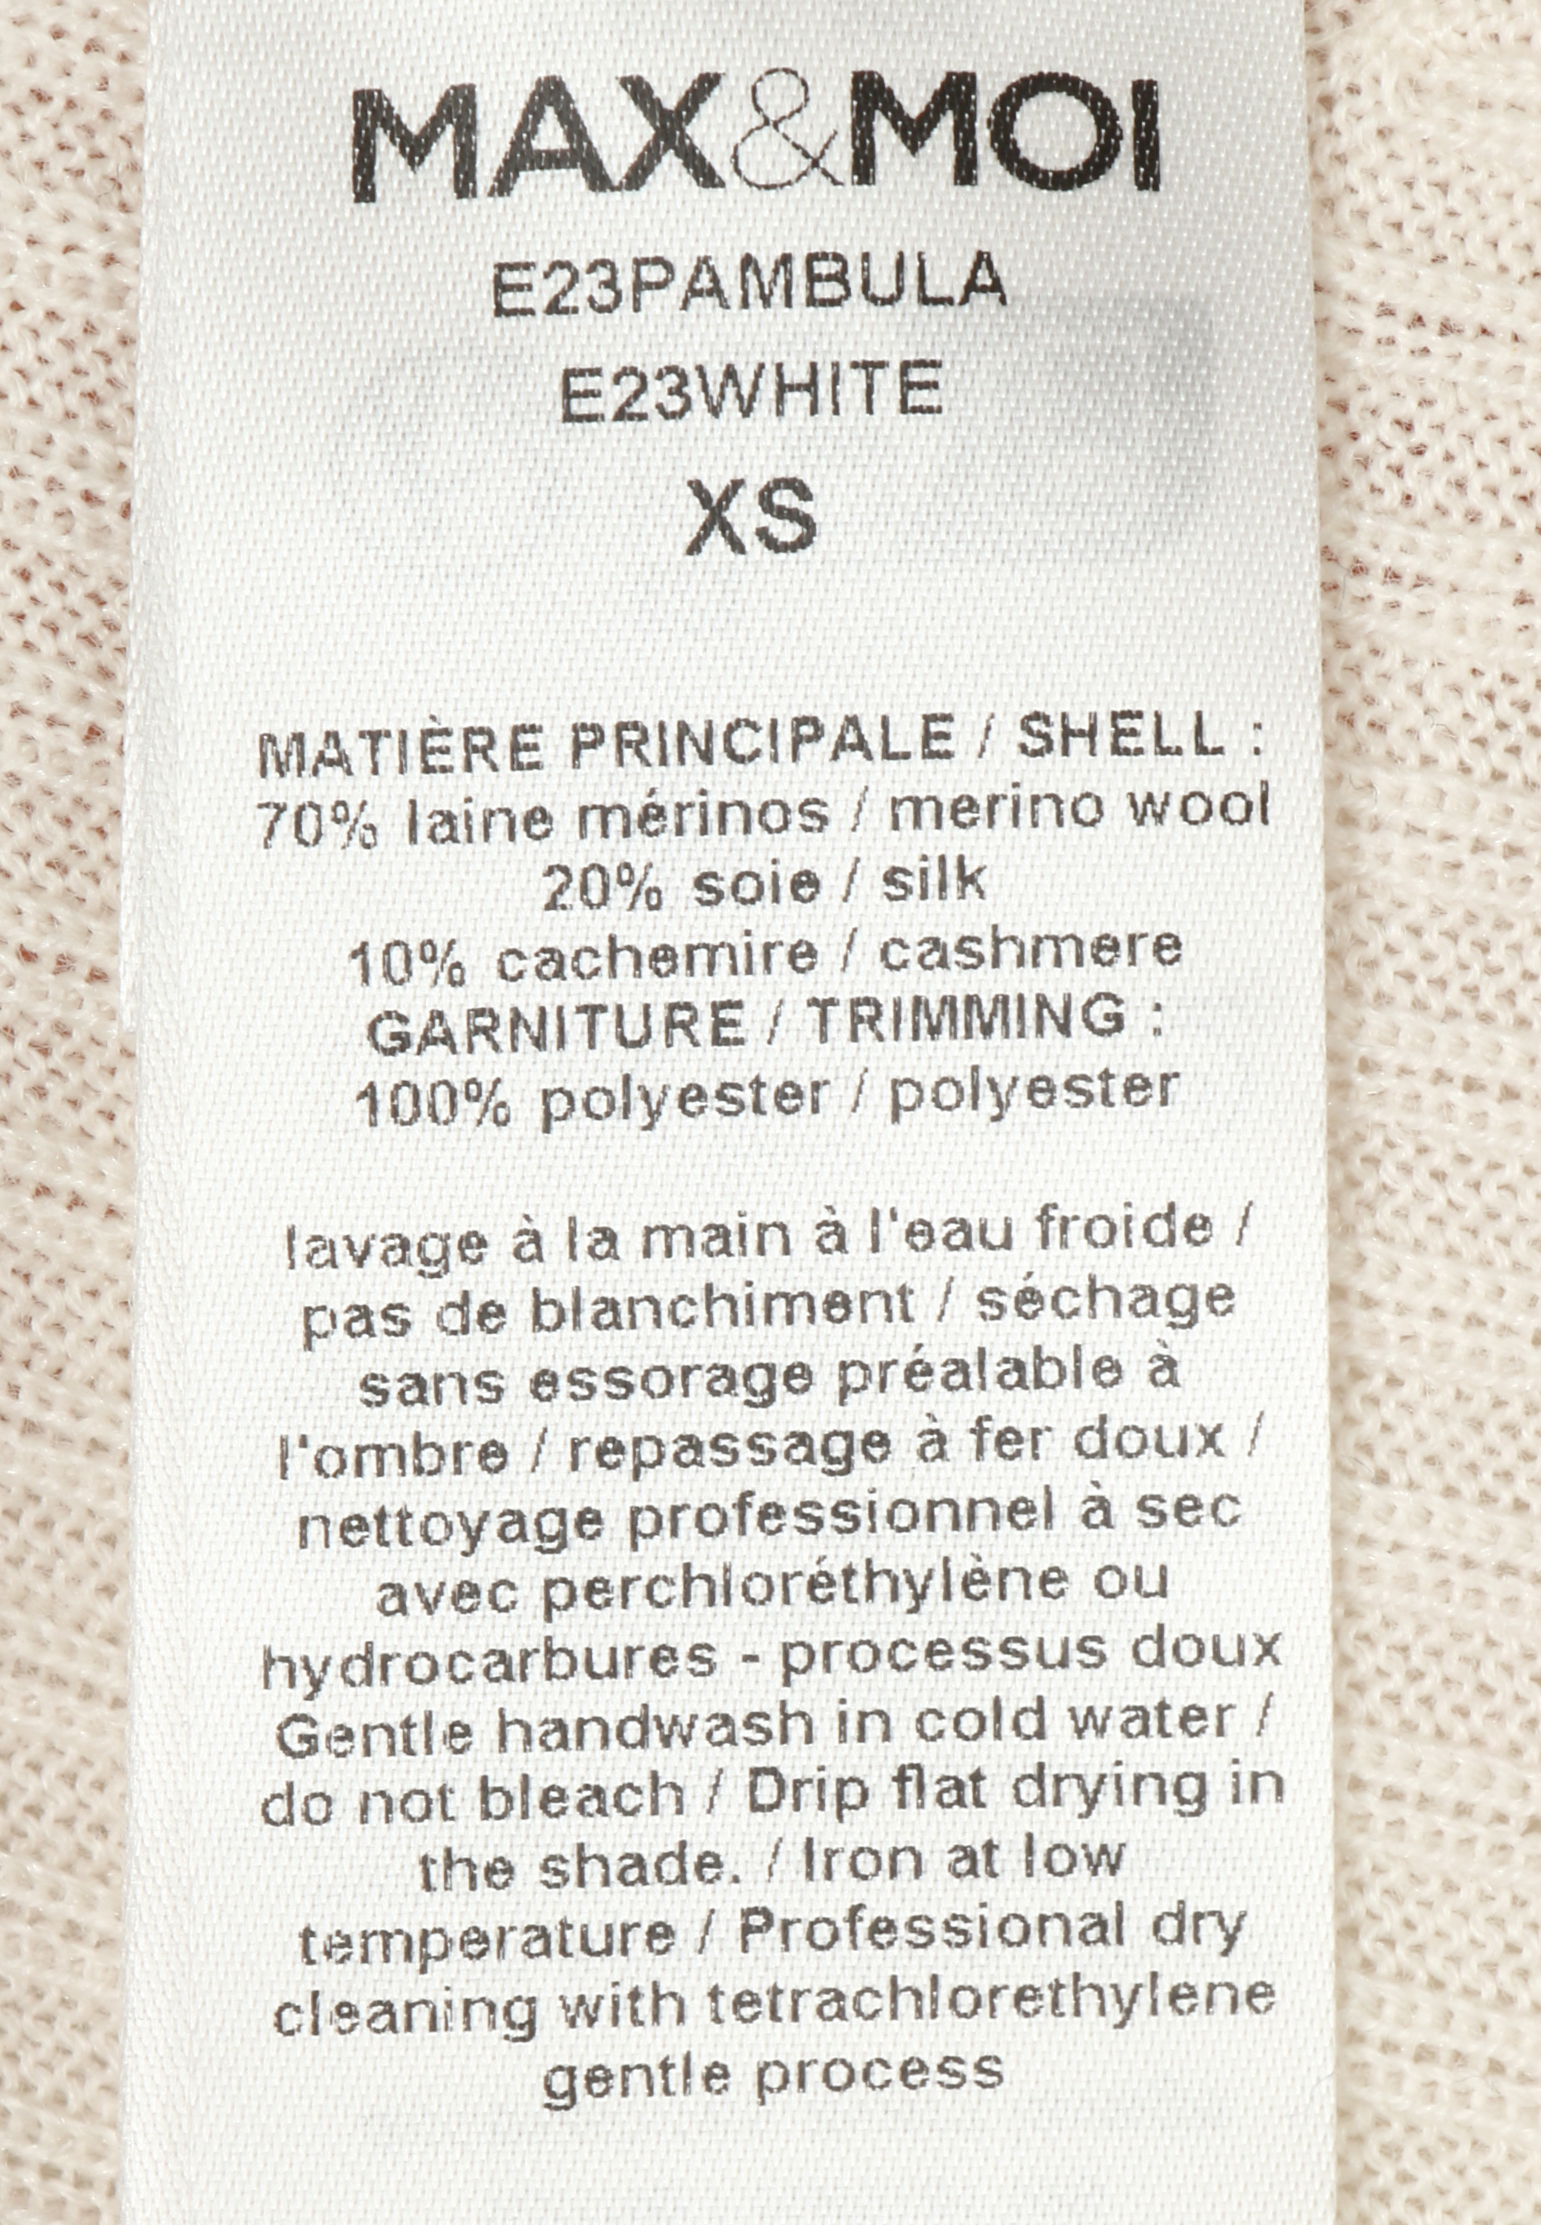 MAX&MOI
E23PAMBULA
E23WHITE
XS
MATIÈRE PRINCIPALE / SHELL :
70% laine mérinos / merino wool
20% soie / silk
10% cachemire / cashmere
GARNITURE / TRIMMING :
100% polyester / polyester
lavage à la main à l'eau froide /
pas de blanchiment / séchage
sans essorage préalable à
l'ombre / repassage à fer doux /
nettoyage professionnel à sec
avec perchloréthylène ou
hydrocarbures - processus doux
Gentle handwash in cold water /
do not bleach / Drip flat drying in
the shade. / Iron at low
temperature / Professional dry
cleaning with tetrachlorethylene
gentle process